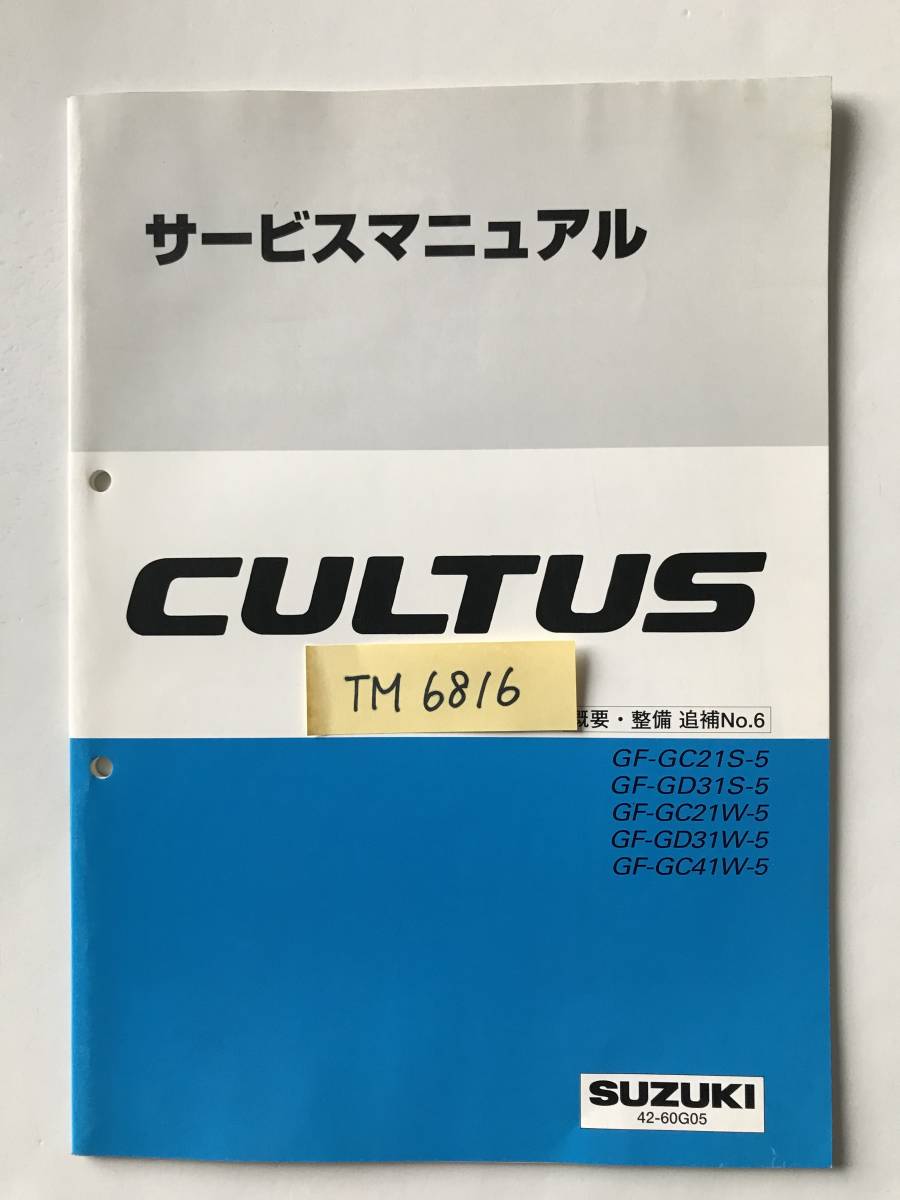 サービスマニュアル
CULTUS
TM 6816
概要・整備 追補No.6
GF-GC21S-5
GF-GD31S-5
GF-GC21W-5
GF-GD31W-5
GF-GC41W-5
SUZUKI
42-60G05